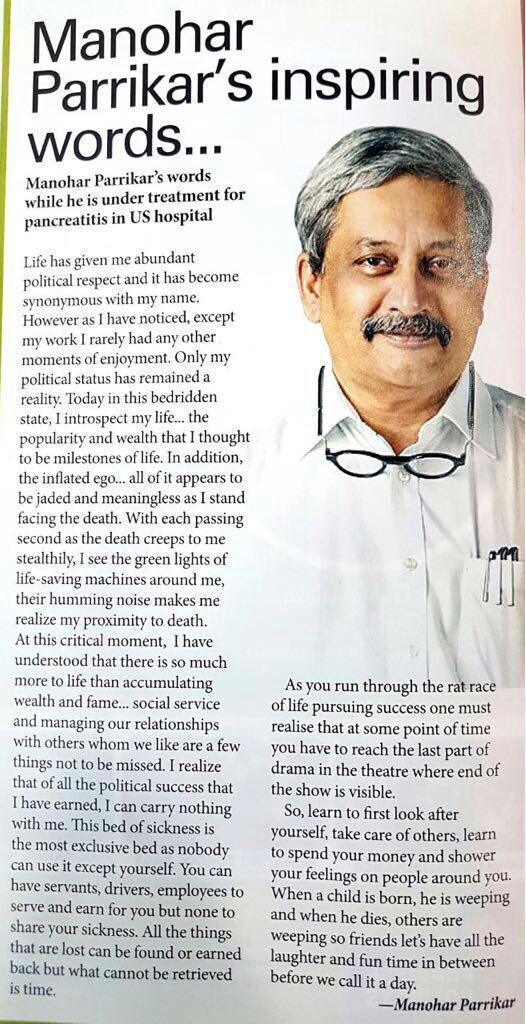 Manohar
Parrikar's inspiring
words...
Manohar Parrikar's words
while he is under treatment for
pancreatitis in US hospital
Life has given me abundant
political respect and it has become
synonymous with my name.
However as I have noticed, except
my work I rarely had any other
moments of enjoyment. Only my
political status has remained a
reality. Today in this bedridden
state, I introspect my life... the
popularity and wealth that I thought
to be milestones of life. In addition,
the inflated ego... all of it appears to
be jaded and meaningless as I stand
facing the death. With each passing
second as the death creeps to me
stealthily, I see the green lights of
life-saving machines around me,
their humming noise makes me
realize my proximity to death.
At this critical moment, I have
understood that there is so much
more to life than accumulating
wealth and fame... social service
and managing our relationships
with others whom we like are a few
things not to be missed. I realize
that of all the political success that
I have earned, I can carry nothing
with me. This bed of sickness is
the most exclusive bed as nobody
can use it except yourself. You can
have servants, drivers, employees to
serve and earn for you but none to
share your sickness. All the things
that are lost can be found or earned
back but what cannot be retrieved
is time.
As you run through the rat race
of life pursuing success one must
realise that at some point of time
you have to reach the last part of
drama in the theatre where end of
the show is visible.
So, learn to first look after
yourself, take care of others, learn
to spend your money and shower
your feelings on people around you.
When a child is born, he is weeping
and when he dies, others are
weeping so friends let's have all the
laughter and fun time in between
before we call it a day.
—Manohar Parrikar